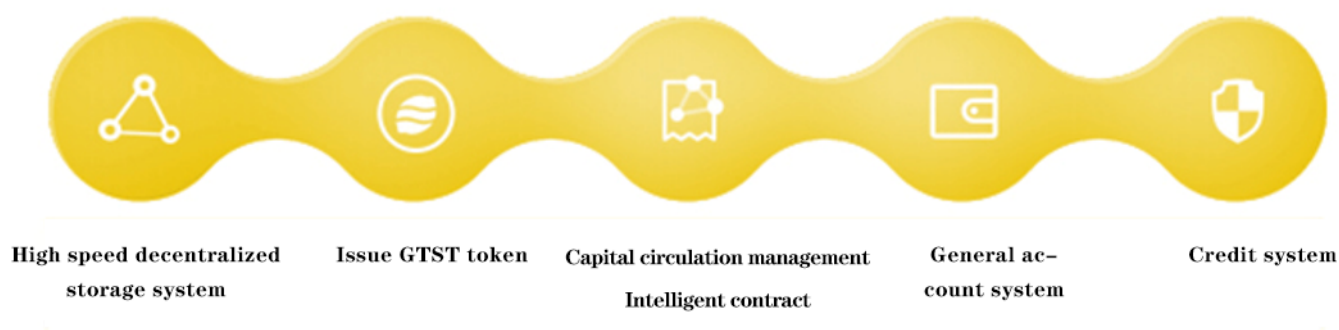 High speed decentralized
storage system
Issue GTST token
Capital circulation management
Intelligent contract
General ac-
count system
Credit system